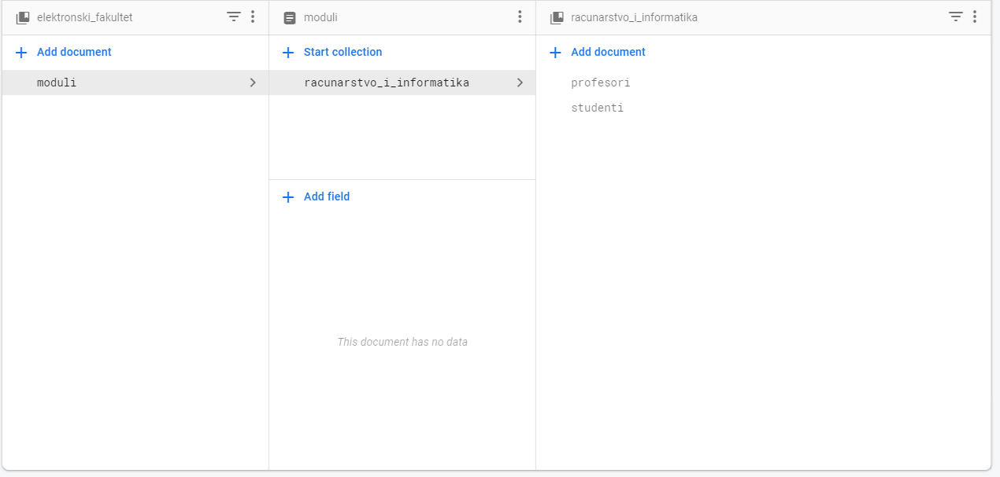 elektronski_fakultet
Add document
moduli
moduli
Start collection
racunarstvo_i_informatika
Add field
This document has no data
racunarstvo_i_informatika
Add document
profesori
studenti